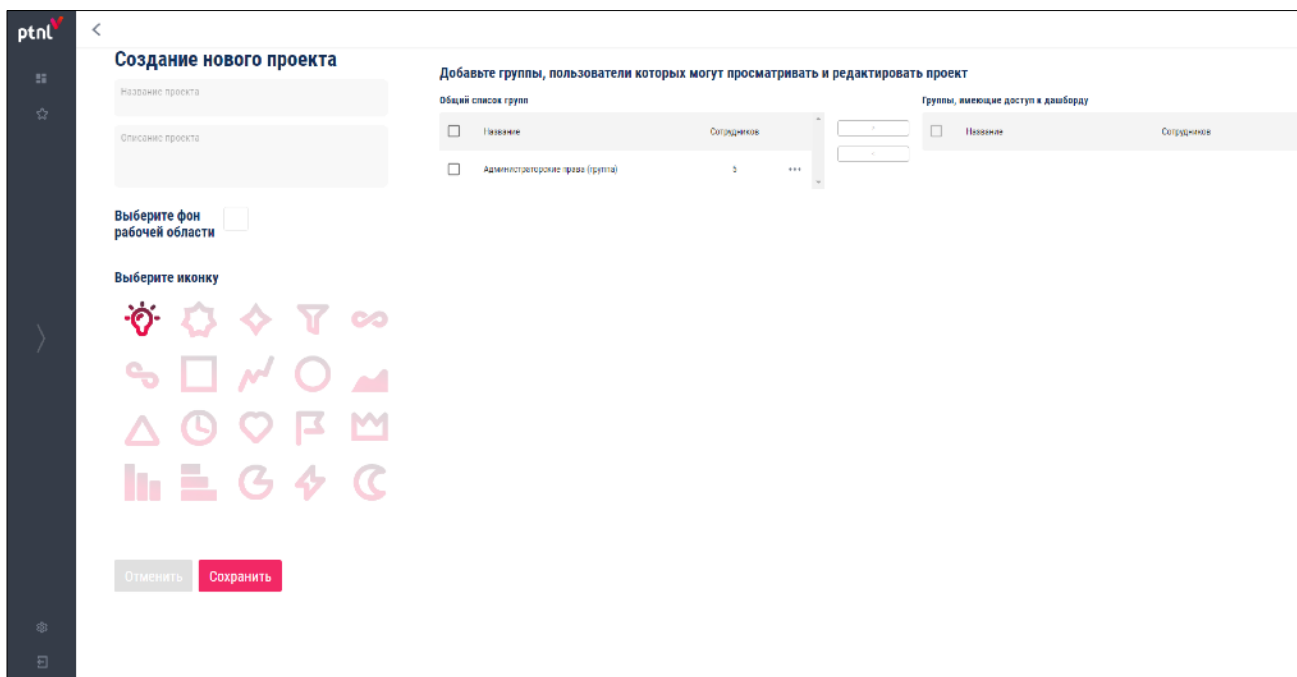 ptnl
Создание нового проекта
Название проекта
Описание проекта
Выберите фон
рабочей области
Выберите иконку
Отменить
Сохранить
Добавьте группы, пользователи которых могут просматривать и редактировать проект
Общий список групп
Название
Сотрудников
Администраторские права (группа)
5
Группы, имеющие доступ к дашборду
Название
Сотрудников